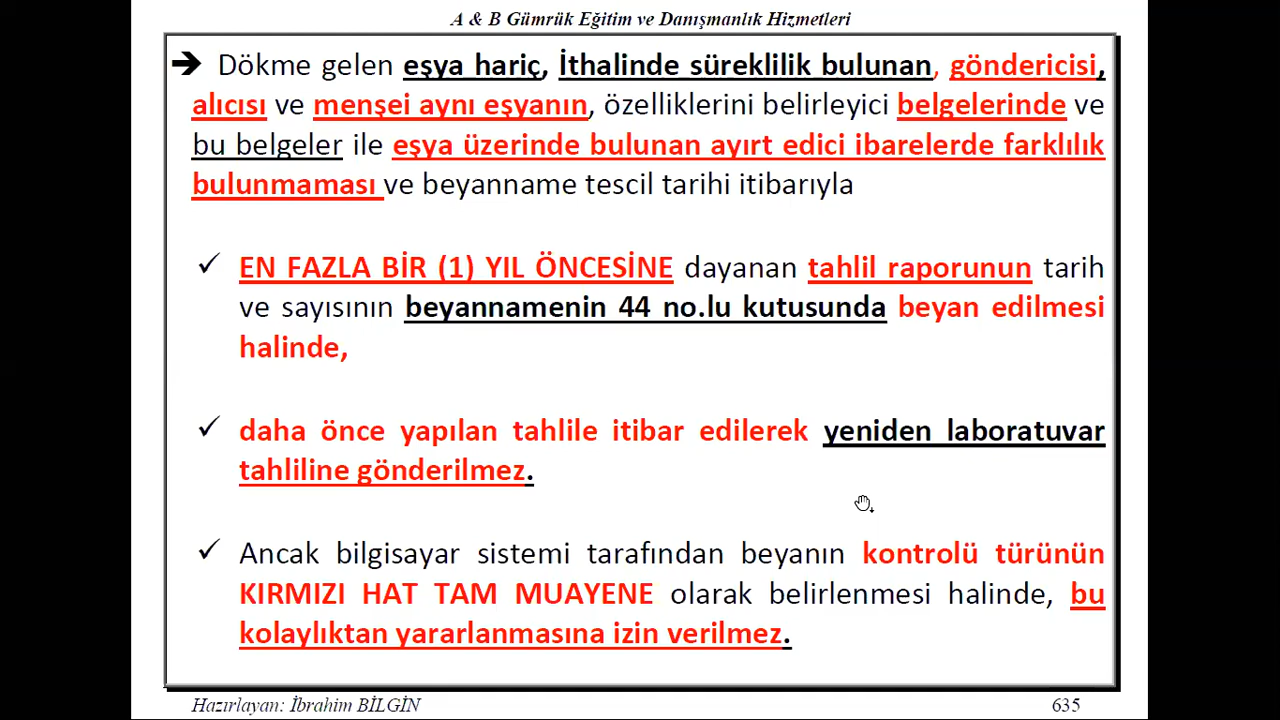 A & B Gümrük Eğitim ve Danışmanlık Hizmetleri
➔ Dökme gelen eşya hariç, İthalinde süreklilik bulunan, göndericisi,
alıcısı ve menşei aynı eşyanın, özelliklerini belirleyici belgelerinde ve
bu belgeler ile eşya üzerinde bulunan ayırt edici ibarelerde farklılık
bulunmaması ve beyanname tescil tarihi itibarıyla
✓ EN FAZLA BİR (1) YIL ÖNCESİNE dayanan tahlil raporunun tarih
ve sayısının beyannamenin 44 no.lu kutusunda beyan edilmesi
halinde,
✓ daha önce yapılan tahlile itibar edilerek yeniden laboratuvar
tahliline gönderilmez.
✓ Ancak bilgisayar sistemi tarafından beyanın kontrolü türünün
KIRMIZI HAT TAM MUAYENE olarak belirlenmesi halinde, bu
kolaylıktan yararlanmasına izin verilmez.
Hazırlayan: İbrahim BİLGİN 635